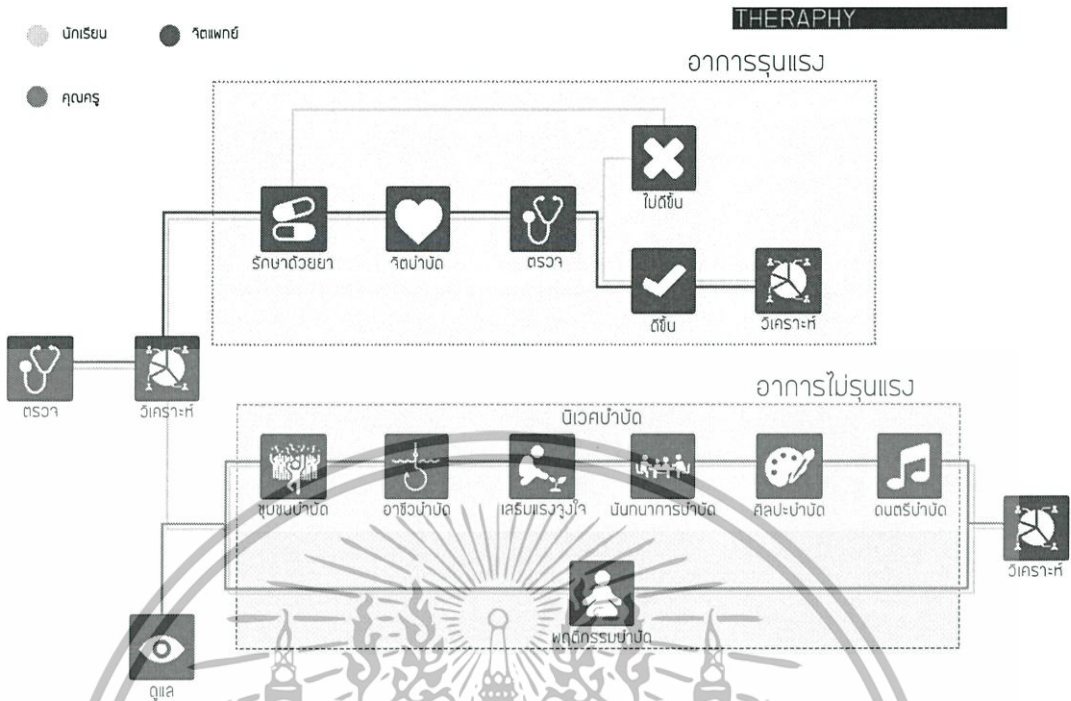 THERAPHY
นักเรียน
จิตแพทย์
คุณครู
อาการรุนแรง
ไม่ดีขึ้น
รักษาด้วยยา
จิตบำบัด
ตรวจ
ดีขึ้น
วิเคราะห์
ตรวจ
วิเคราะห์
อาการไม่รุนแรง
นิเวศบำบัด
ชุมชนบำบัด
อาชีวบำบัด
เสริมแรงจูงใจ
นันทนาการบำบัด
ศิลปะบำบัด
ดนตรีบำบัด
วิเคราะห์
พฤติกรรมบำบัด
ดูแล